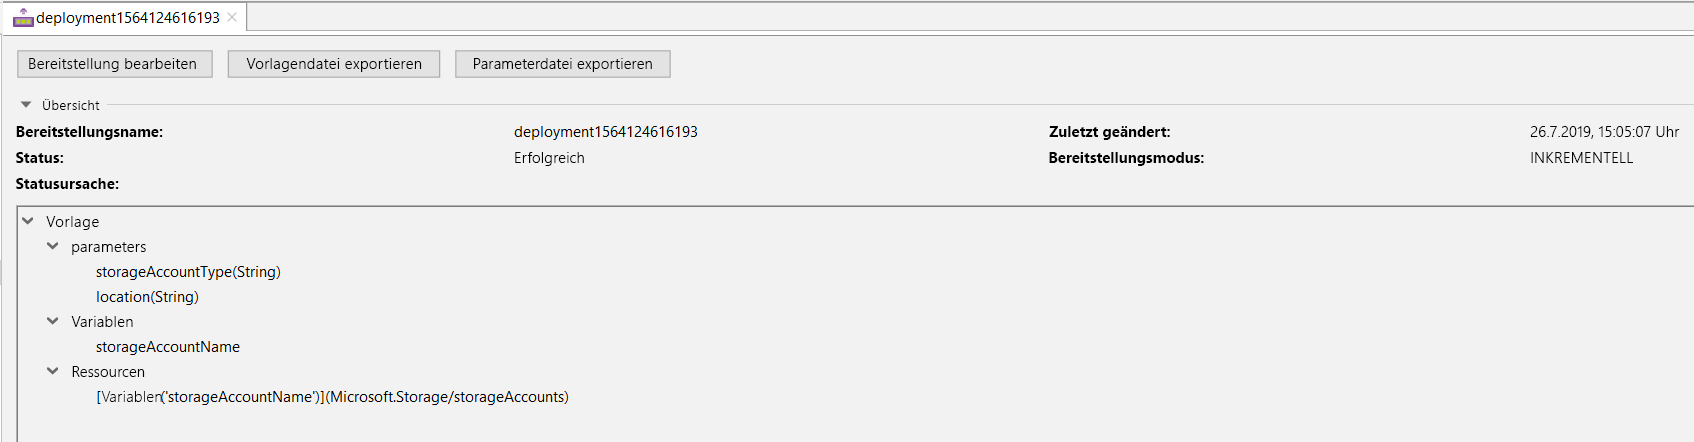 deployment1564124616193
Bereitstellung bearbeiten Vorlagendatei exportieren Parameterdatei exportieren
Übersicht
Bereitstellungsname: deployment1564124616193 Zuletzt geändert: 26.7.2019, 15:05:07 Uhr
Status: Erfolgreich Bereitstellungsmodus: INKREMENTELL
Statusursache:
Vorlage
parameters
storageAccountType(String)
location(String)
Variablen
storageAccountName
Ressourcen
[Variablen('storageAccountName')](Microsoft.Storage/storageAccounts)